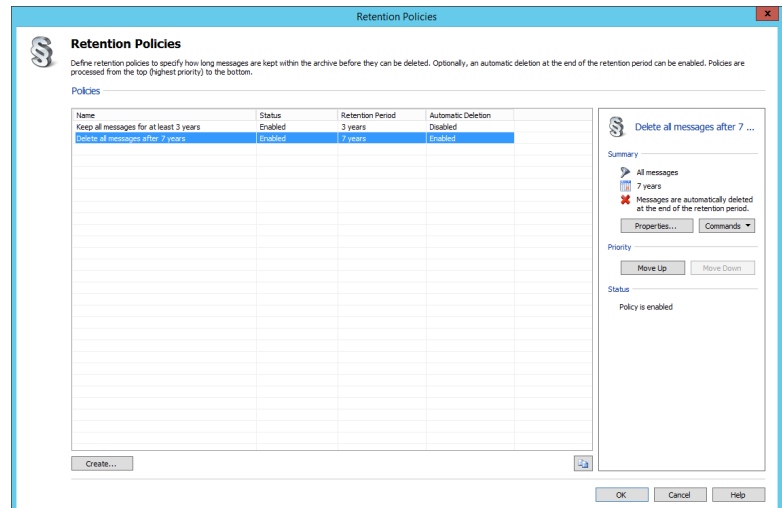 Retention Policies
x
Retention Policies
Define retention policies to specify how long messages are kept within the archive before they can be deleted. Optionally, an automatic deletion at the end of the retention period can be enabled. Policies are
processed from the top (highest priority) to the bottom.
Policies
Name Status Retention Period Automatic Deletion
Keep all messages for at least 3 years Enabled 3 years Disabled
Delete all messages after 7 years Enabled 7 years Enabled
Delete all messages after 7 ...
Summary
All messages
7 years
Messages are automatically deleted
at the end of the retention period.
Properties... Commands
Priority
Move Up Move Down
Status
Policy is enabled
Create...
OK Cancel Help